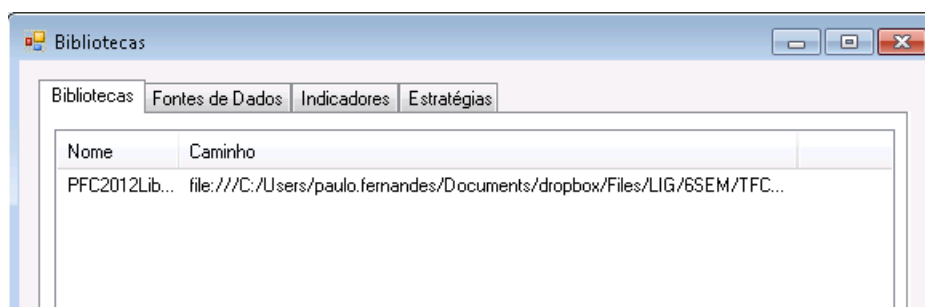 Bibliotecas
Bibliotecas Fontes de Dados Indicadores Estratégias
Nome Caminho
PFC2012Lib... file:///C:/Users/paulo.fernandes/Documents/dropbox/Files/LIG/6SEM/TFC...